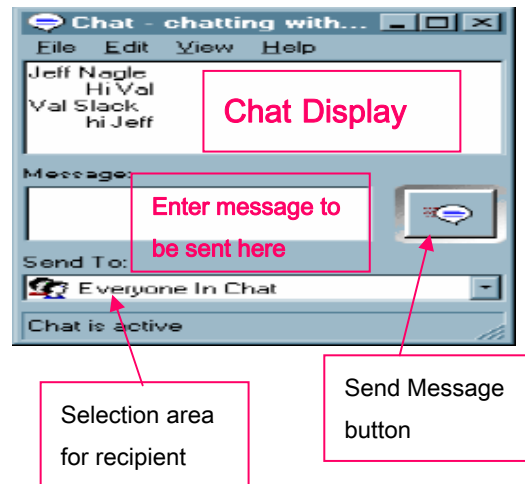 Chat - chatting with...
File Edit View Help
Jeff Nagle
Hi Val
Val Slack
hi Jeff
Chat Display
Message:
Enter message to
be sent here
Send To:
Everyone In Chat
Chat is active
Selection area
for recipient
Send Message
button